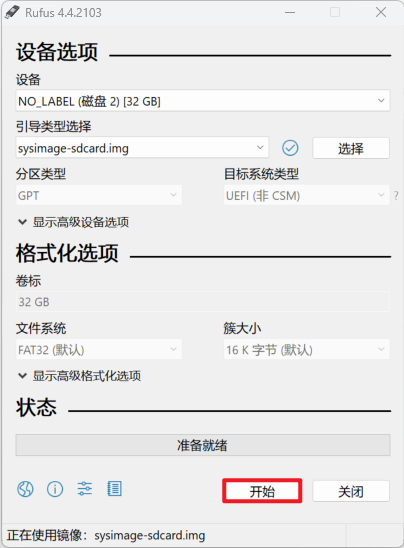 Rufus 4.4.2103
设备选项
设备
NO_LABEL (磁盘 2) [32 GB]
引导类型选择
sysimage-sdcard.img
选择
分区类型
目标系统类型
GPT
UEFI (非 CSM)
?
显示高级设备选项
格式化选项
卷标
32 GB
文件系统
簇大小
FAT32 (默认)
16 K 字节 (默认)
显示高级格式化选项
状态
准备就绪
开始
关闭
正在使用镜像：sysimage-sdcard.img